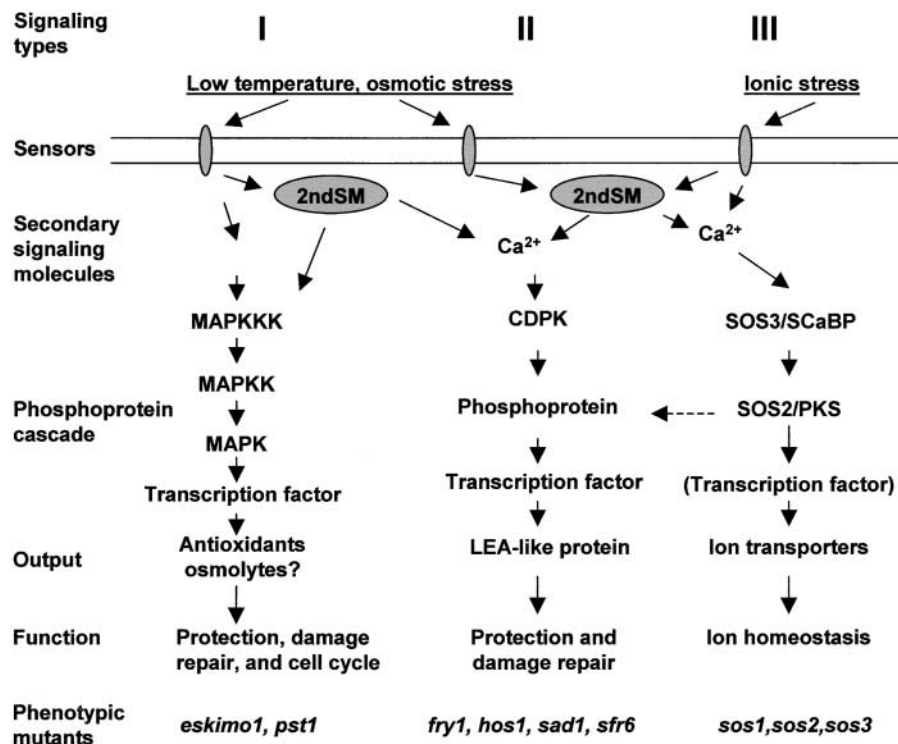 Signaling types
I II III
Low temperature, osmotic stress
Ionic stress
Sensors
2ndSM 2ndSM
Secondary signaling molecules
Ca²⁺ Ca²⁺
MAPKKK CDPK SOS3/SCaBP
MAPKK
Phosphoprotein cascade
Phosphoprotein SOS2/PKS
MAPK
Transcription factor Transcription factor (Transcription factor)
Output
Antioxidants osmolytes?
LEA-like protein Ion transporters
Function
Protection, damage repair, and cell cycle
Protection and damage repair
Ion homeostasis
Phenotypic mutants
eskimo1, pst1 fry1, hos1, sad1, sfr6 sos1,sos2,sos3